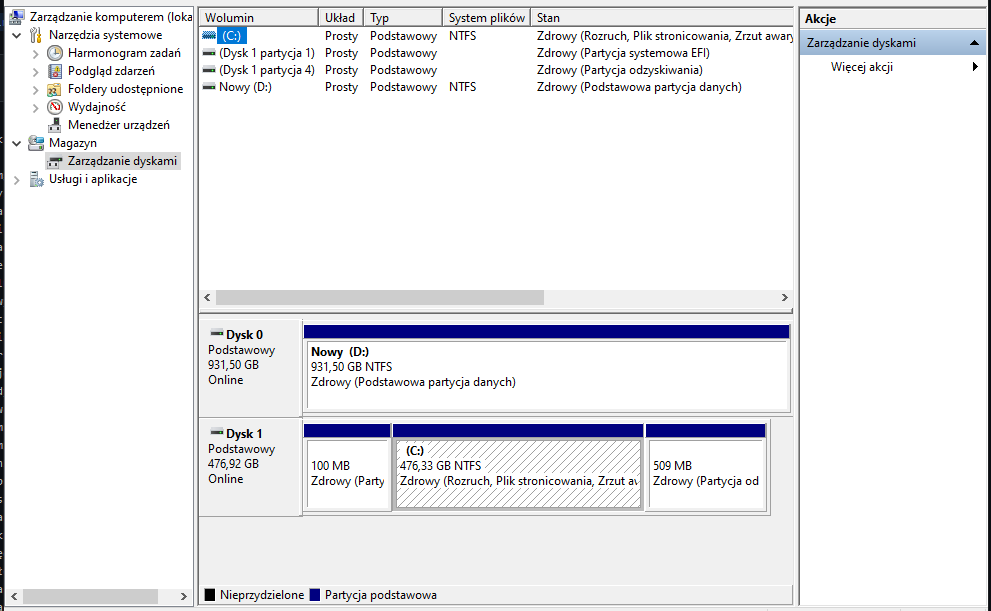 Zarządzanie komputerem (loka
Narzędzia systemowe
Harmonogram zadań
Podgląd zdarzeń
Foldery udostępnione
Wydajność
Menedżer urządzeń
Magazyn
Zarządzanie dyskami
Usługi i aplikacje
Wolumin Układ Typ System plików Stan
(C:) Prosty Podstawowy NTFS Zdrowy (Rozruch, Plik stronicowania, Zrzut awary
(Dysk 1 partycja 1) Prosty Podstawowy Zdrowy (Partycja systemowa EFI)
(Dysk 1 partycja 4) Prosty Podstawowy Zdrowy (Partycja odzyskiwania)
Nowy (D:) Prosty Podstawowy NTFS Zdrowy (Podstawowa partycja danych)
Dysk 0
Podstawowy
931,50 GB
Online
Nowy (D:)
931,50 GB NTFS
Zdrowy (Podstawowa partycja danych)
Dysk 1
Podstawowy
476,92 GB
Online
100 MB
Zdrowy (Party
(C:)
476,33 GB NTFS
Zdrowy (Rozruch, Plik stronicowania, Zrzut aw
509 MB
Zdrowy (Partycja od
Nieprzydzielone Partycja podstawowa
Akcje
Zarządzanie dyskami
Więcej akcji